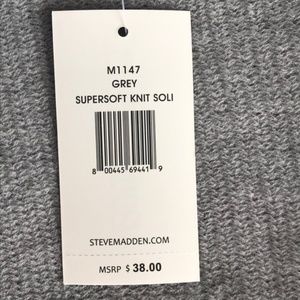 M1147
GREY
SUPERSOFT KNIT SOLI
8 00445 69441 9
STEVEMADDEN.COM
MSRP $ 38.00